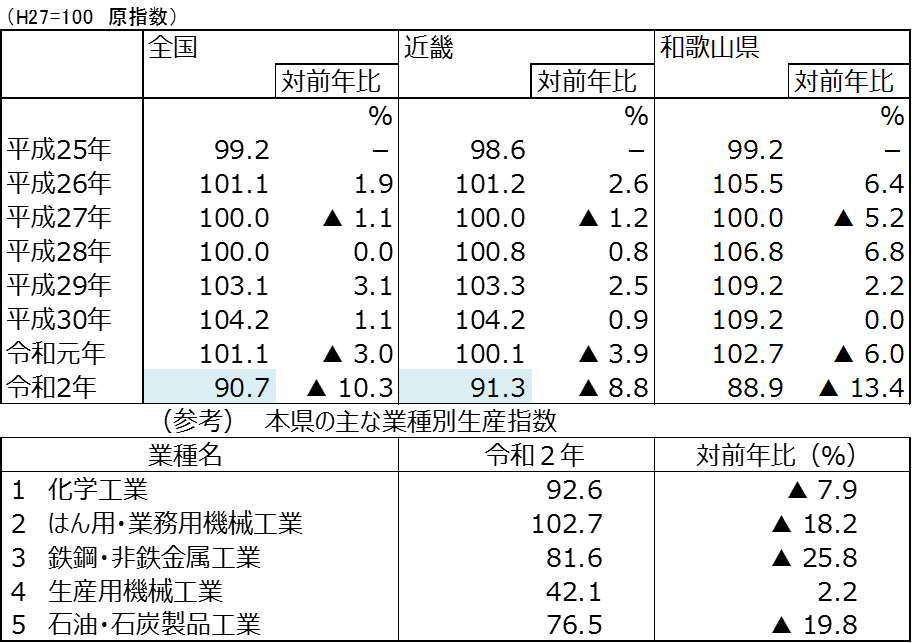 （H27=100　原指数）
全国 近畿 和歌山県
対前年比 対前年比 対前年比
% % %
平成25年 99.2 － 98.6 － 99.2 －
平成26年 101.1 1.9 101.2 2.6 105.5 6.4
平成27年 100.0 ▲ 1.1 100.0 ▲ 1.2 100.0 ▲ 5.2
平成28年 100.0 0.0 100.8 0.8 106.8 6.8
平成29年 103.1 3.1 103.3 2.5 109.2 2.2
平成30年 104.2 1.1 104.2 0.9 109.2 0.0
令和元年 101.1 ▲ 3.0 100.1 ▲ 3.9 102.7 ▲ 6.0
令和2年 90.7 ▲ 10.3 91.3 ▲ 8.8 88.9 ▲ 13.4
（参考）　本県の主な業種別生産指数
業種名 令和２年 対前年比（%）
1 化学工業 92.6 ▲ 7.9
2 はん用・業務用機械工業 102.7 ▲ 18.2
3 鉄鋼・非鉄金属工業 81.6 ▲ 25.8
4 生産用機械工業 42.1 2.2
5 石油・石炭製品工業 76.5 ▲ 19.8